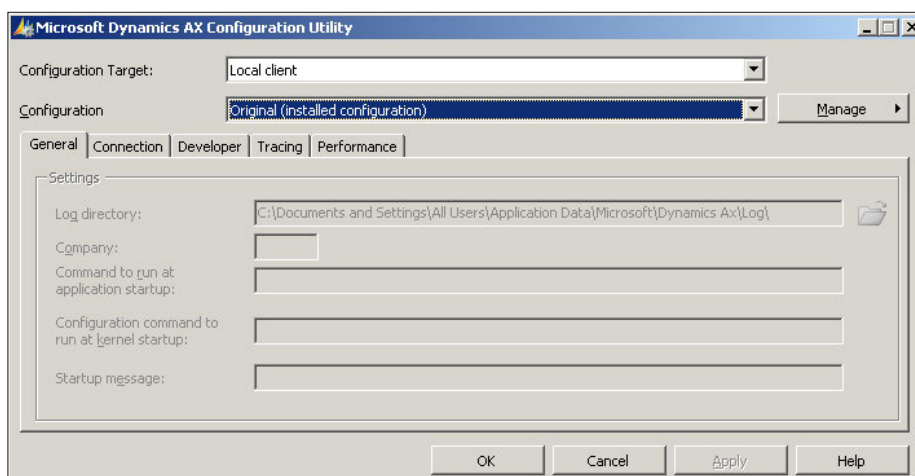 Microsoft Dynamics AX Configuration Utility
Configuration Target:
Local client
Configuration
Original (installed configuration)
Manage
General
Connection
Developer
Tracing
Performance
Settings
Log directory:
C:\Documents and Settings\All Users\Application Data\Microsoft\Dynamics Ax\Log\
Company:
Command to run at
application startup:
Configuration command to
run at kernel startup:
Startup message:
OK
Cancel
Apply
Help